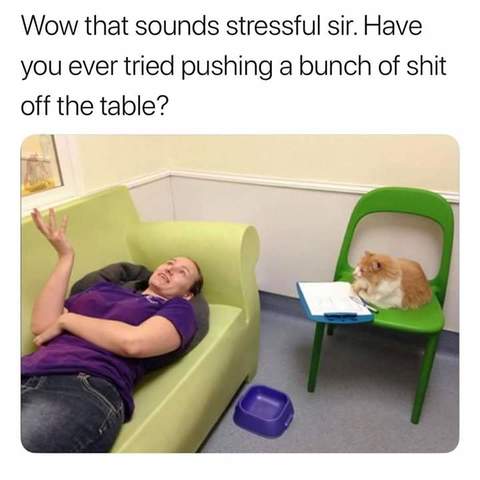 Wow that sounds stressful sir. Have
you ever tried pushing a bunch of shit
off the table?